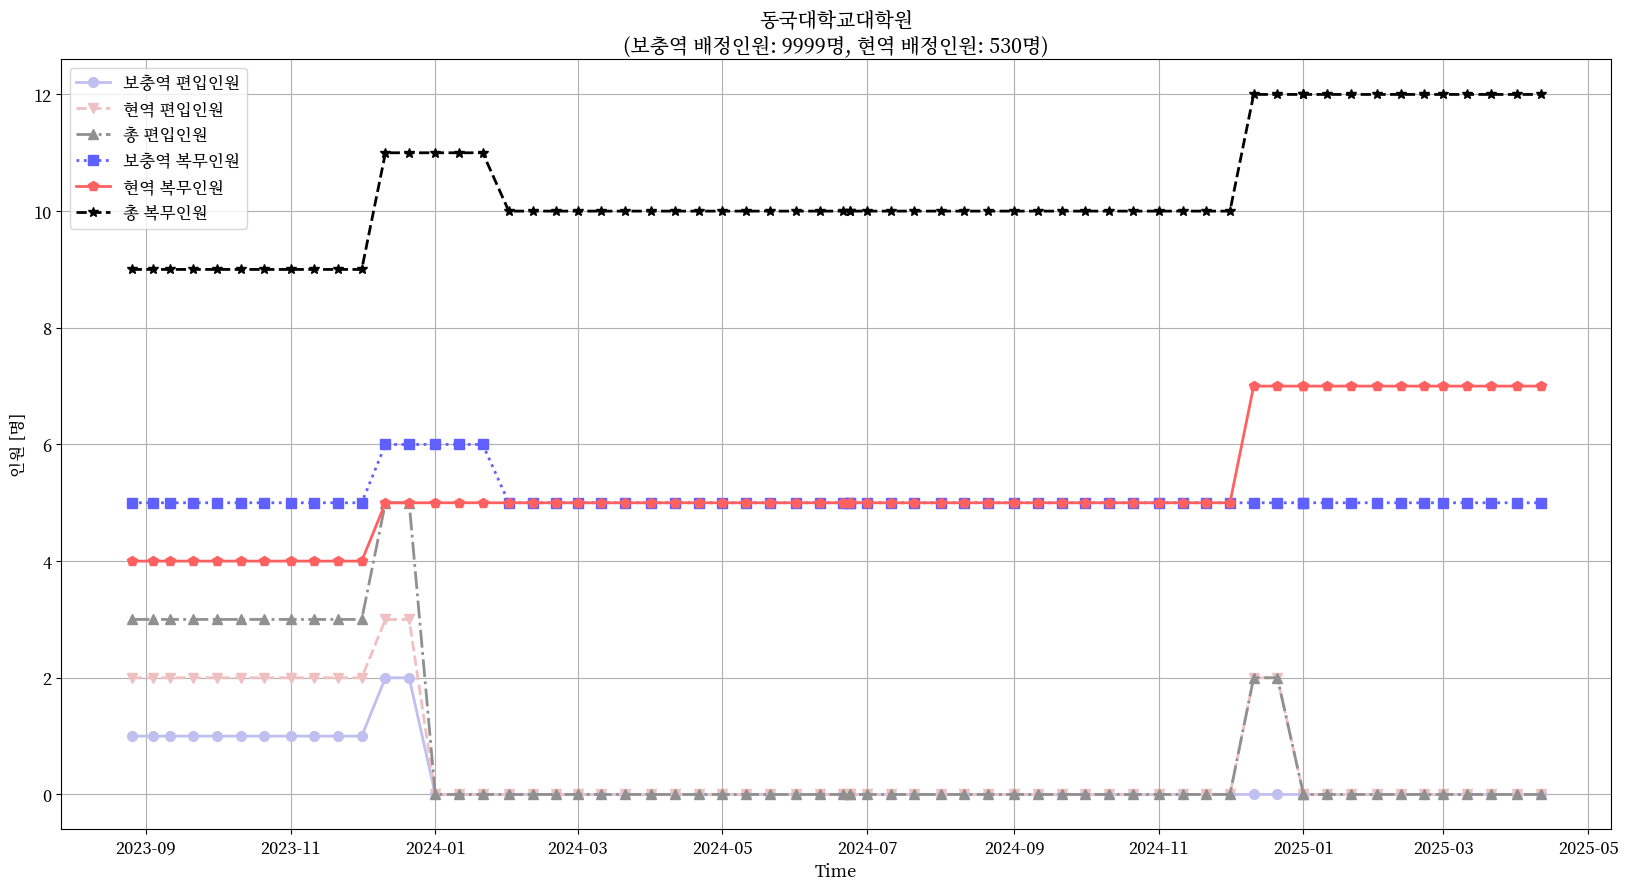 동국대학교대학원
(보충역 배정인원: 9999명, 현역 배정인원: 530명)
보충역 편입인원
현역 편입인원
총 편입인원
보충역 복무인원
현역 복무인원
총 복무인원
인원 [명]
12
10
8
6
4
2
0
2023-09 2023-11 2024-01 2024-03 2024-05 2024-07 2024-09 2024-11 2025-01 2025-03 2025-05
Time